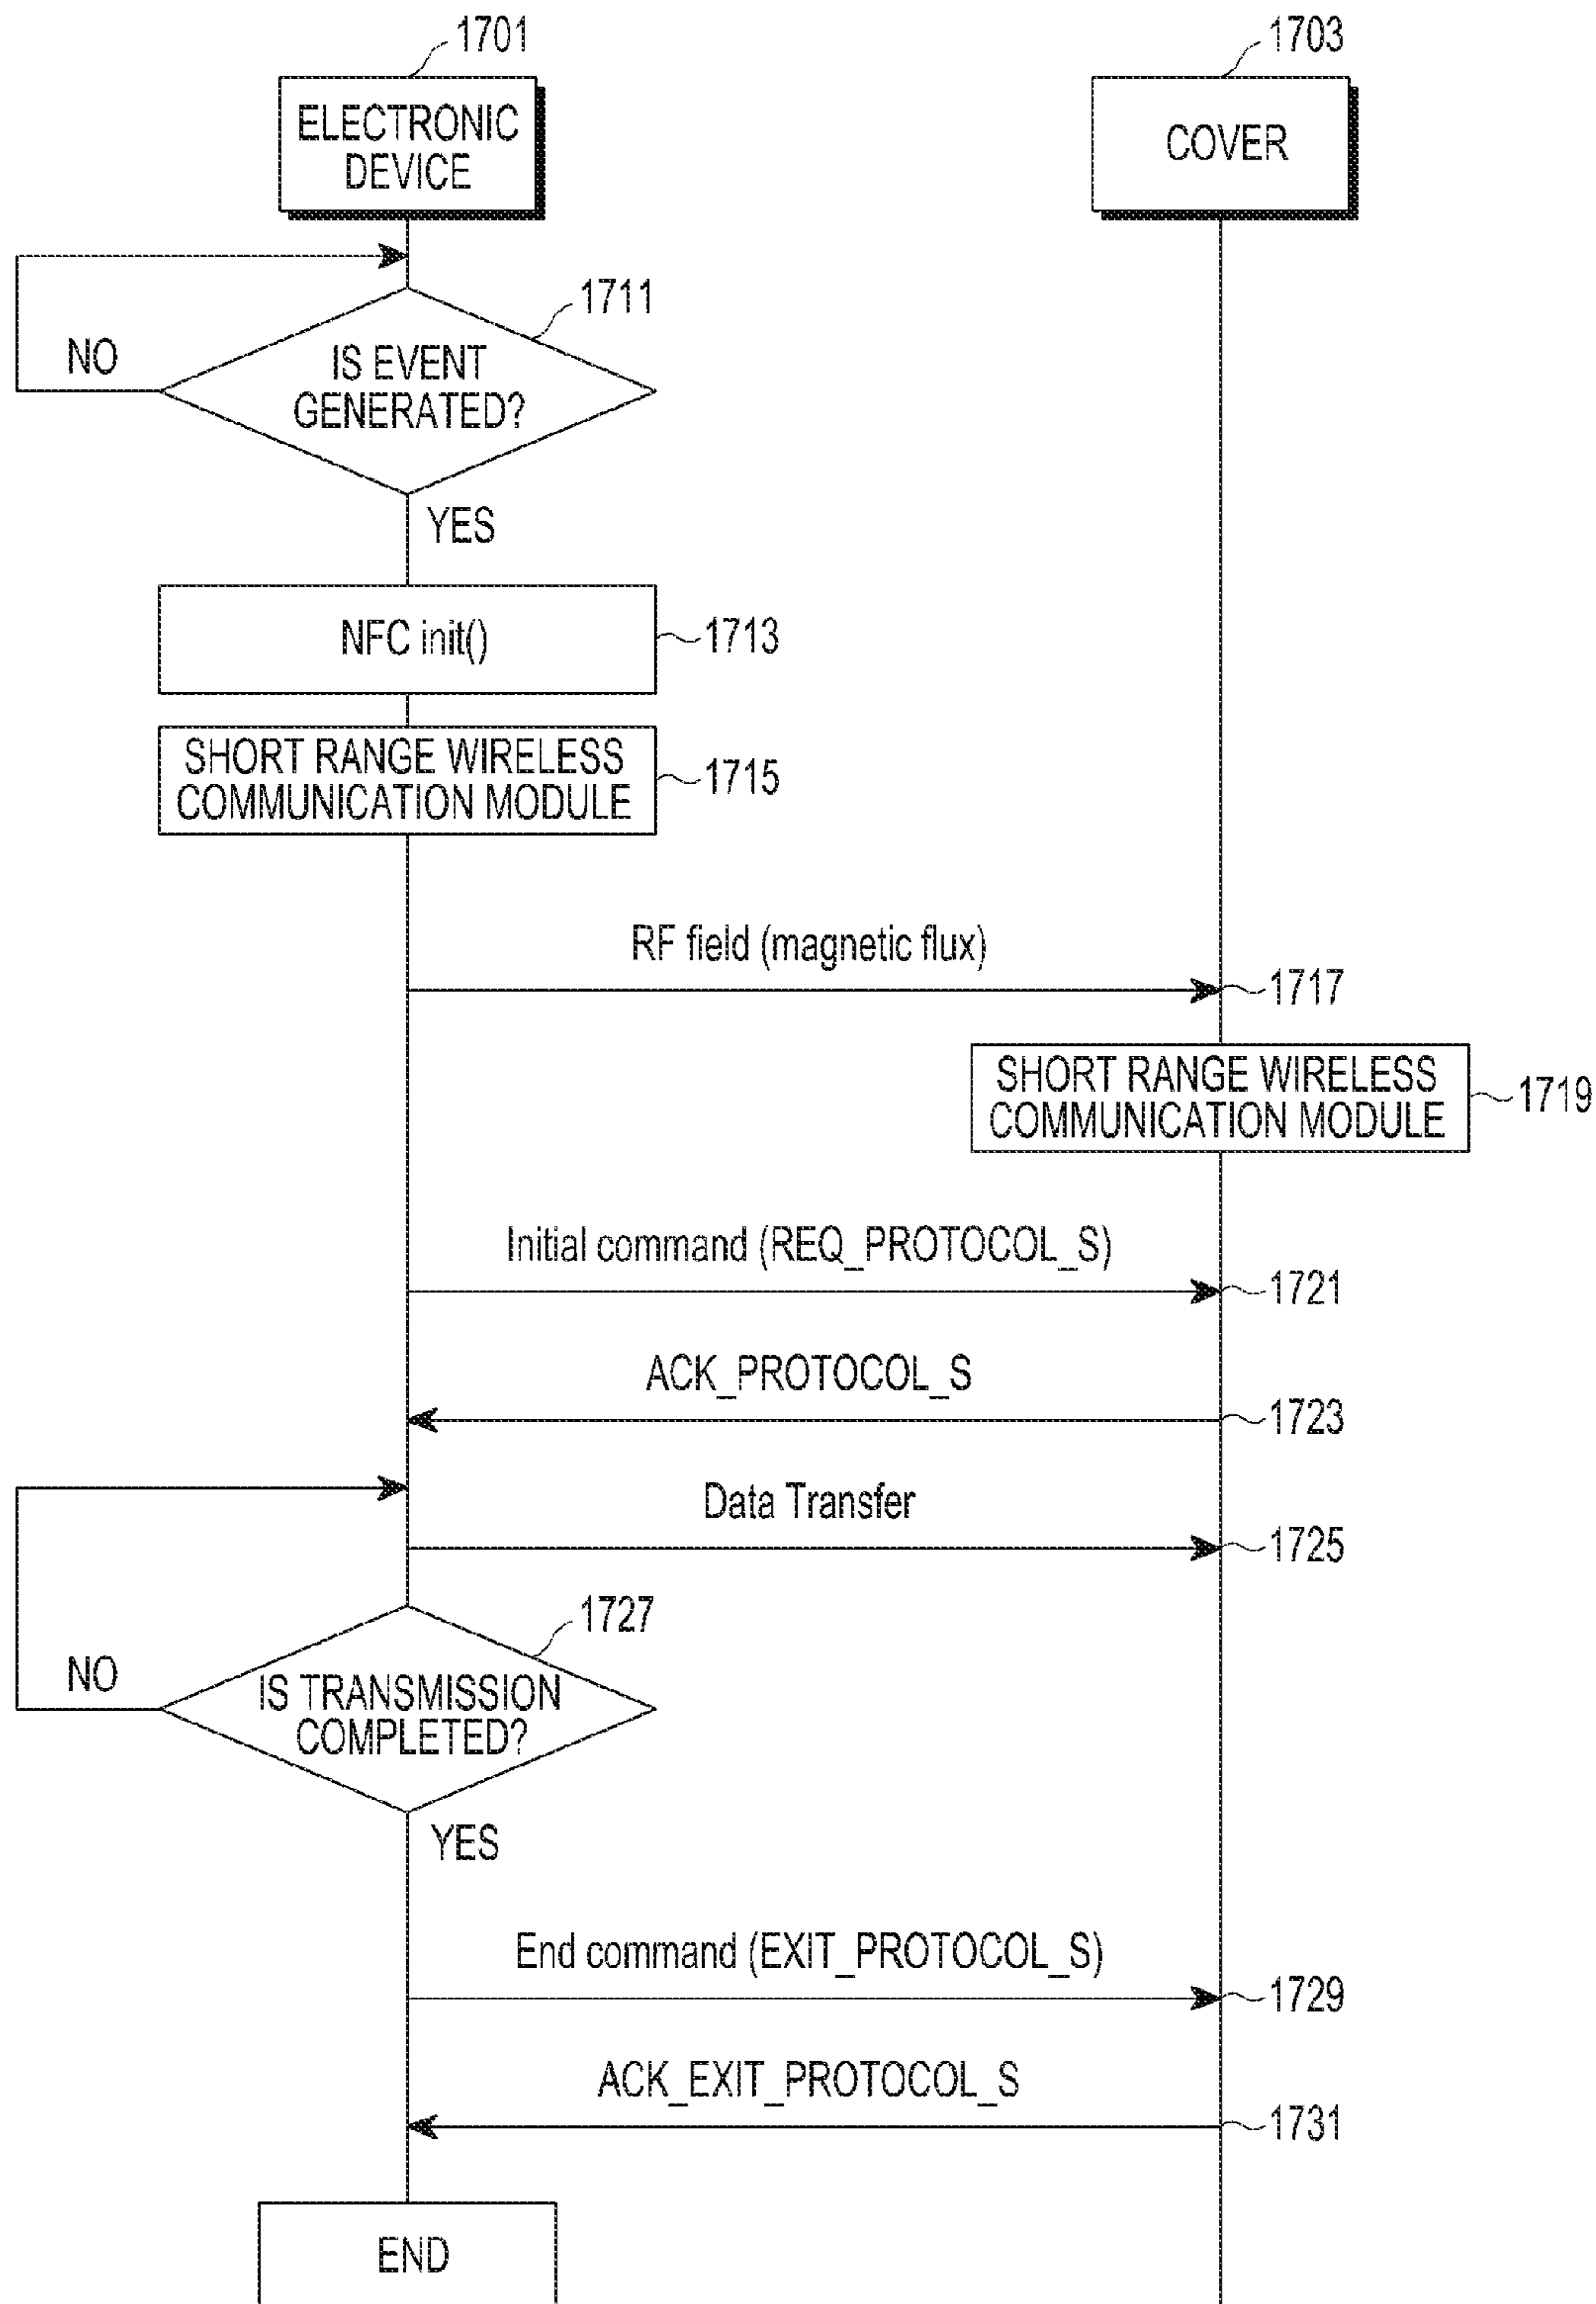 1701
1703
ELECTRONIC
DEVICE
COVER
1711
NO
IS EVENT
GENERATED?
YES
NFC init()
1713
SHORT RANGE WIRELESS
COMMUNICATION MODULE
1715
RF field (magnetic flux)
1717
SHORT RANGE WIRELESS
COMMUNICATION MODULE
1719
Initial command (REQ_PROTOCOL_S)
1721
ACK_PROTOCOL_S
1723
Data Transfer
1725
1727
NO
IS TRANSMISSION
COMPLETED?
YES
End command (EXIT_PROTOCOL_S)
1729
ACK_EXIT_PROTOCOL_S
1731
END